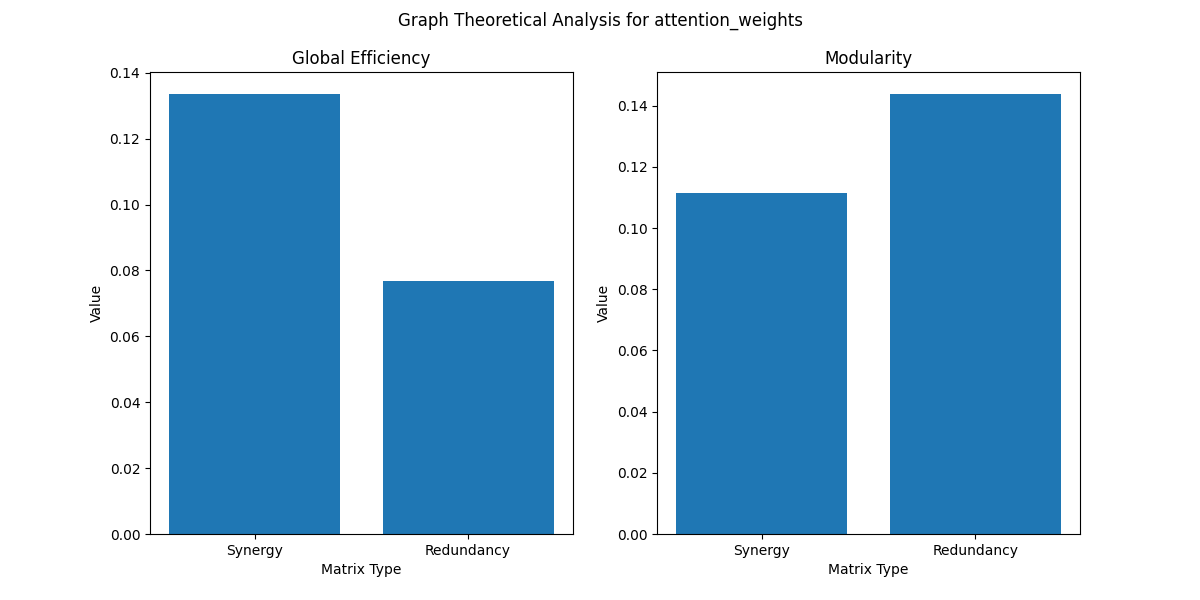 Graph Theoretical Analysis for attention_weights
Global Efficiency
0.14
0.12
0.10
0.08
0.06
0.04
0.02
0.00
Value
Synergy Redundancy
Matrix Type
Modularity
0.14
0.12
0.10
0.08
0.06
0.04
0.02
0.00
Value
Synergy Redundancy
Matrix Type